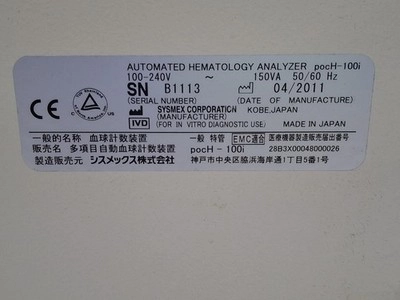 AUTOMATED HEMATOLOGY ANALYZER pocH-100i
100-240V ~ 150VA 50/60 Hz
SN B1113 04/2011
(SERIAL NUMBER) SYSMEX CORPORATION KOBE,JAPAN
(MANUFACTURER)
CE
IVD (FOR IN VITRO DIAGNOSTIC USE) MADE IN JAPAN
一般的名称 血球計数装置 一般 特管 EMC適合 医療機器製造販売届出番号
販売名 多項目自動血球計数装置 pocH-100i 28B3X00048000026
製造販売元 シスメックス株式会社 神戸市中央区脇浜海岸通1丁目5番1号